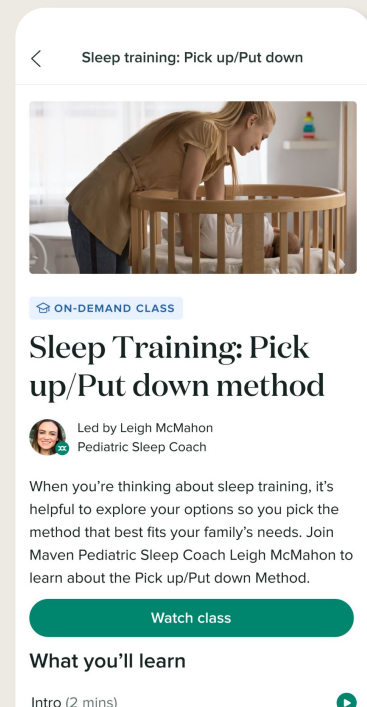 Sleep training: Pick up/Put down
ON-DEMAND CLASS
Sleep Training: Pick
up/Put down method
Led by Leigh McMahon
Pediatric Sleep Coach
When you’re thinking about sleep training, it’s
helpful to explore your options so you pick the
method that best fits your family’s needs. Join
Maven Pediatric Sleep Coach Leigh McMahon to
learn about the Pick up/Put down Method.
Watch class
What you’ll learn
Intro (2 mins)